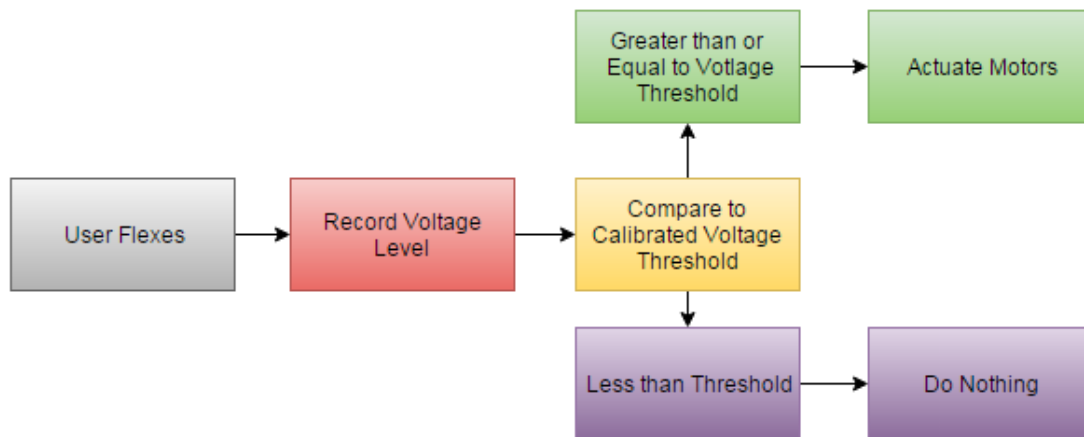 Greater than or
Equal to Votlage
Threshold
Actuate Motors
User Flexes
Record Voltage
Level
Compare to
Calibrated Voltage
Threshold
Less than Threshold
Do Nothing